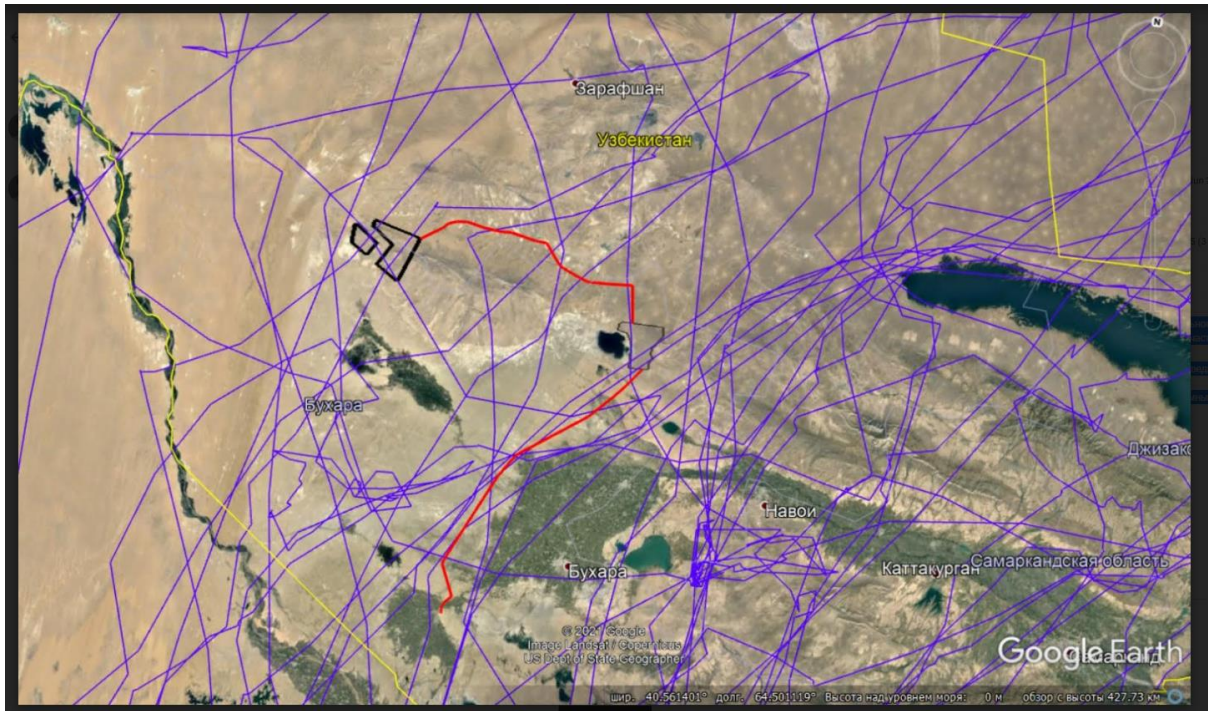 N
Зарафшан
Узбекистан
Бухара
Джизак
Навои
Бухара
Каттакурган
Самаркандская область
© 2021 Google
Image Landsat / Copernicus
US Dept of State Geographer
Google Earth
шир. 40.561401° долг. 64.501119° Высота над уровнем моря: 0 м обзор с высоты 427.73 км